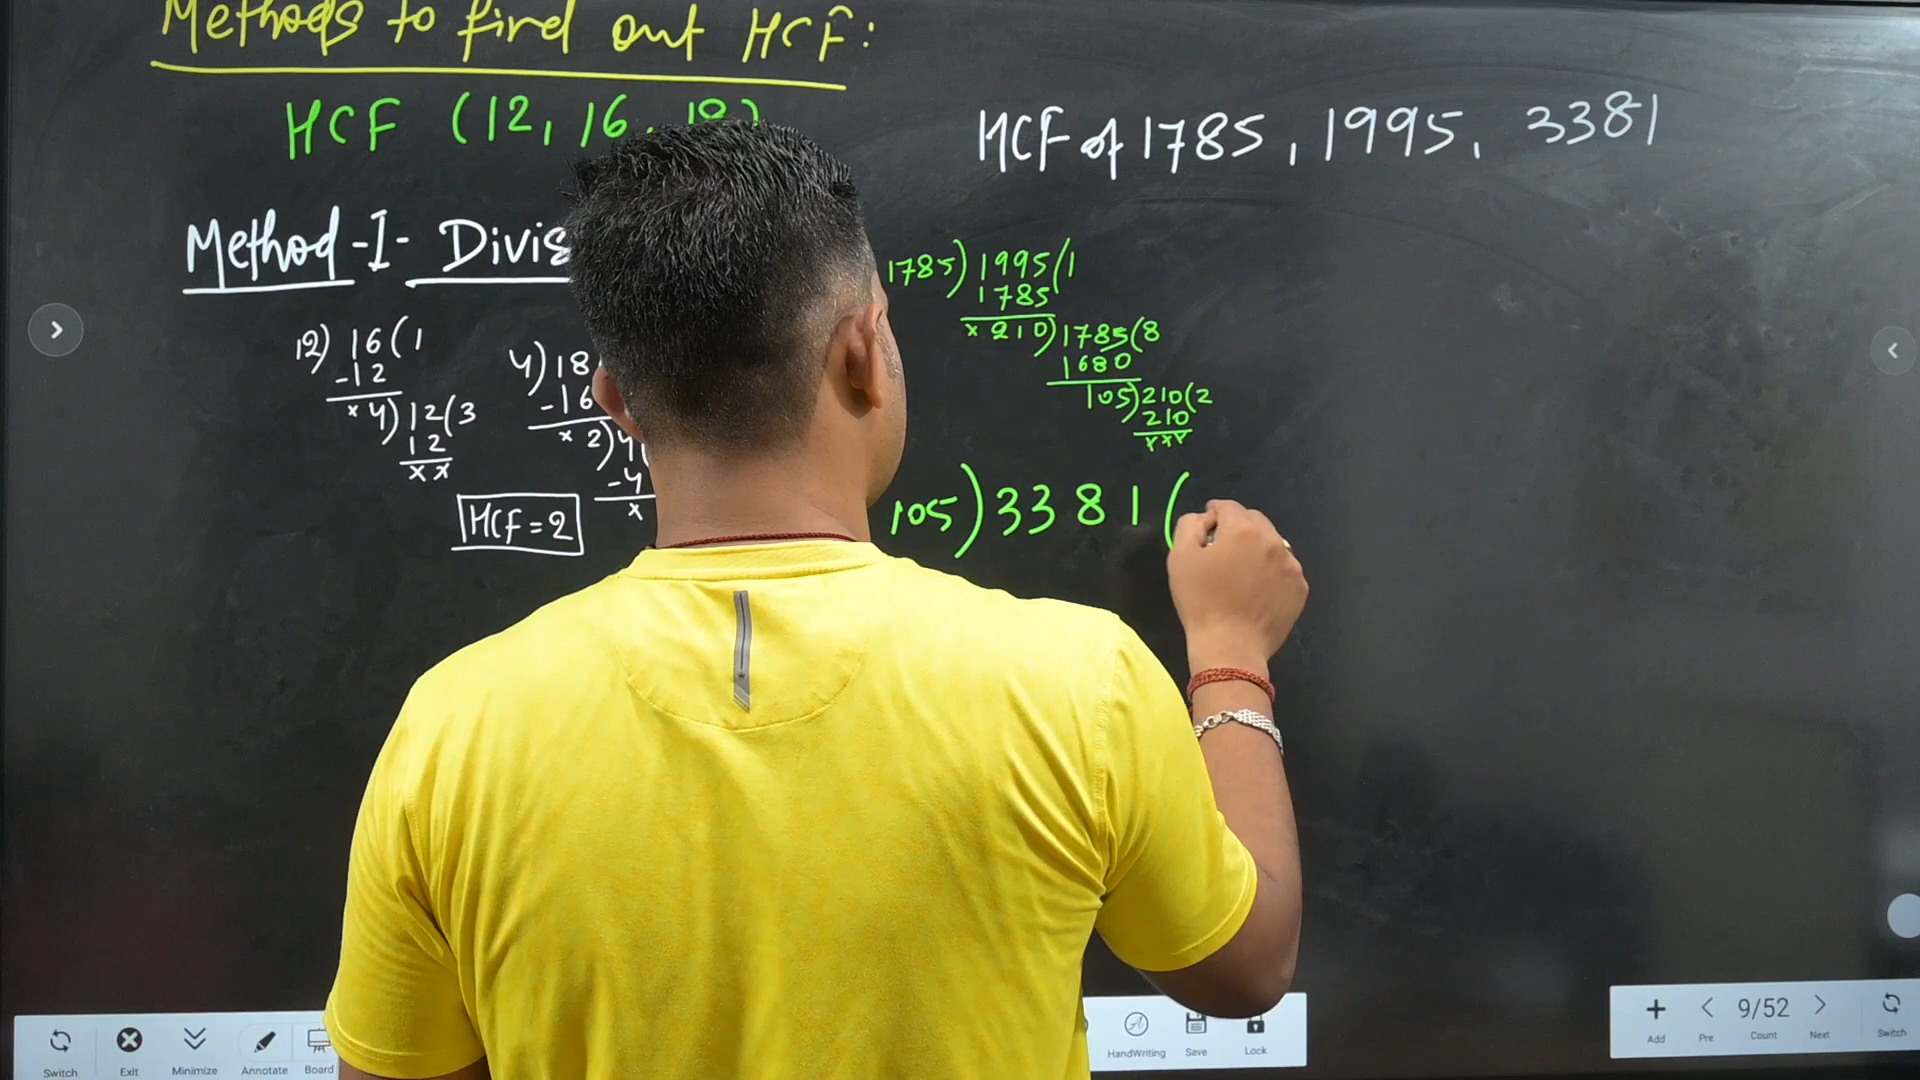 Methods to find out HCF:
HCF (12, 16, 18)
HCF of 1785, 1995, 3381
Method-I-
12) 16 (1
-12
x 4) 12 (3
12
x x
4) 18
-16
x 2) 4
-4
x
HCF = 2
1785) 1995 (1
1785
x 210) 1785 (8
1680
105) 210 (2
210
x x x
105) 3381 (
Switch
Exit
Minimize
Annotate
Board
HandWriting
Save
Lock
Add
Pre
9/52
Count
Next
Switch